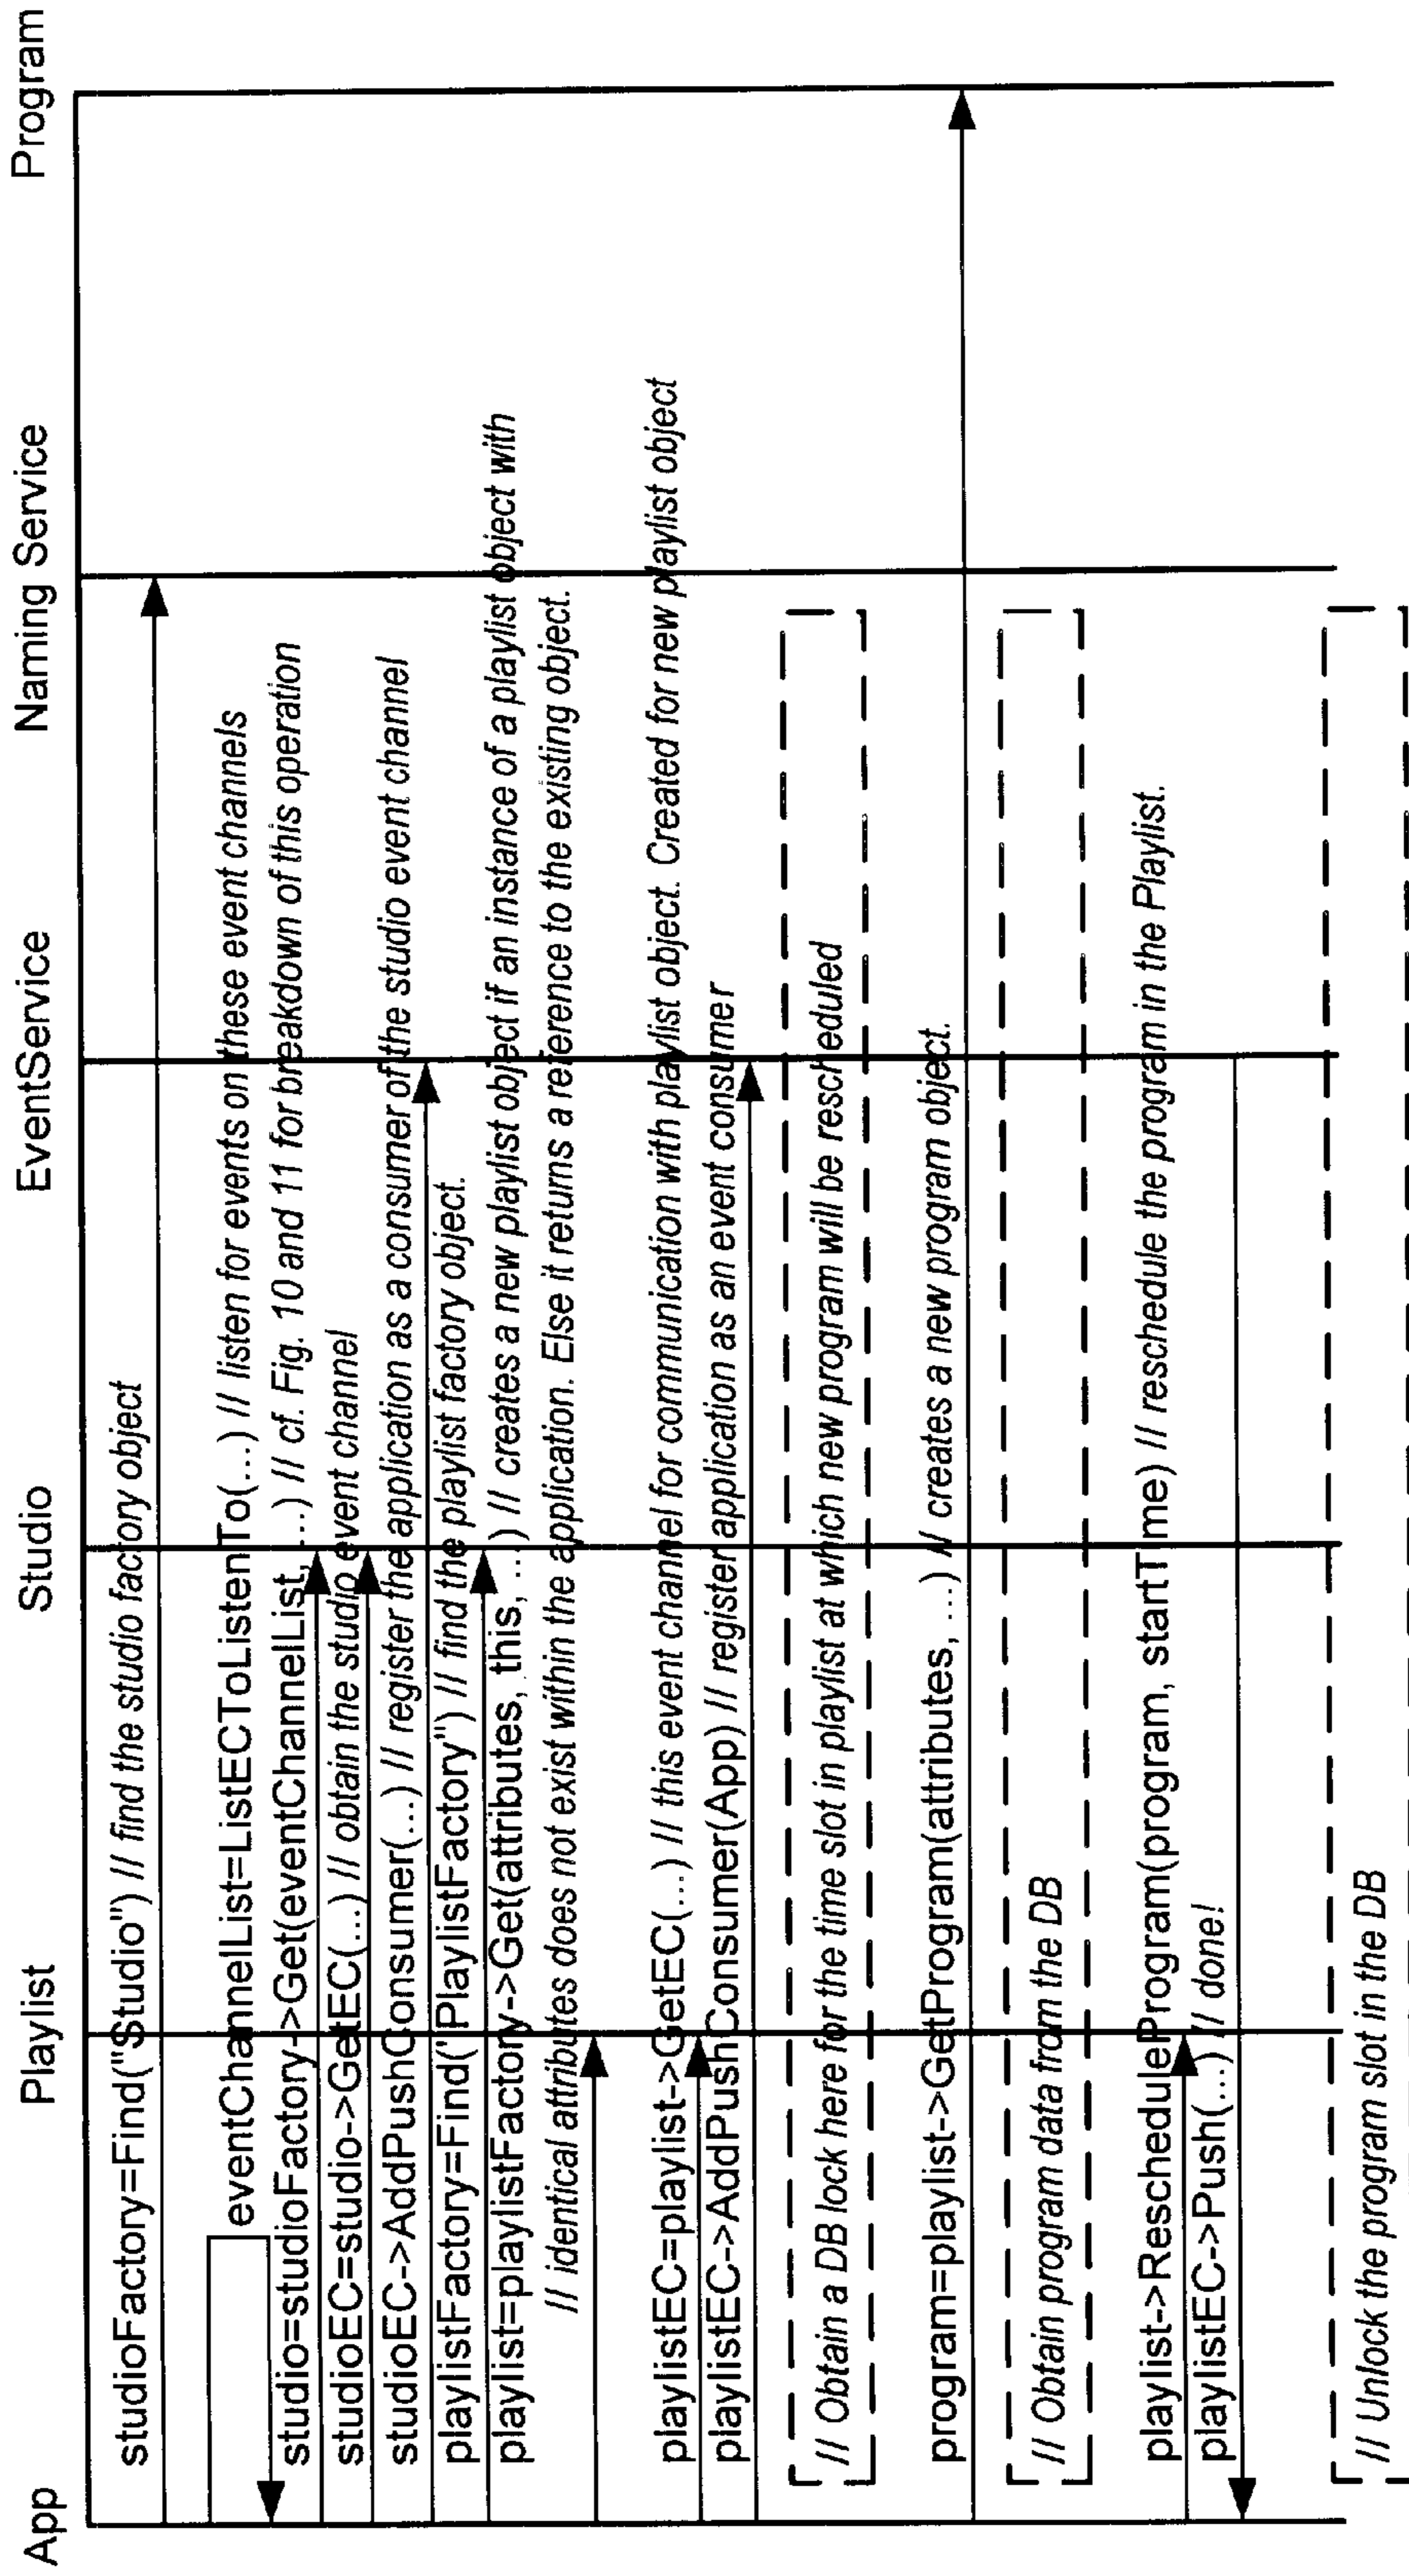 App Playlist Studio EventService Naming Service Program
studioFactory=Find("Studio") // find the studio factory object
eventChannelList=ListECToListenTo(...) // listen for events on these event channels
studio=studioFactory->Get(eventChannelList, ...) // cf. Fig. 10 and 11 for breakdown of this operation
studioEC=studio->GetEC(...) // obtain the studio event channel
studioEC->AddPushConsumer(...) // register the application as a consumer of the studio event channel
playlistFactory=Find("PlaylistFactory") // find the playlist factory object.
playlist=playlistFactory->Get(attributes, this, ...) // creates a new playlist object if an instance of a playlist object with
// identical attributes does not exist within the application. Else it returns a reference to the existing object.
playlistEC=playlist->GetEC(...) // this event channel for communication with playlist object. Created for new playlist object
playlistEC->AddPushConsumer(App) // register application as an event consumer
// Obtain a DB lock here for the time slot in playlist at which new program will be rescheduled
program=playlist->GetProgram(attributes, ...) // creates a new program object.
// Obtain program data from the DB
playlist->RescheduleProgram(program, startTime) // reschedule the program in the Playlist.
playlistEC->Push(...) // done!
// Unlock the program slot in the DB